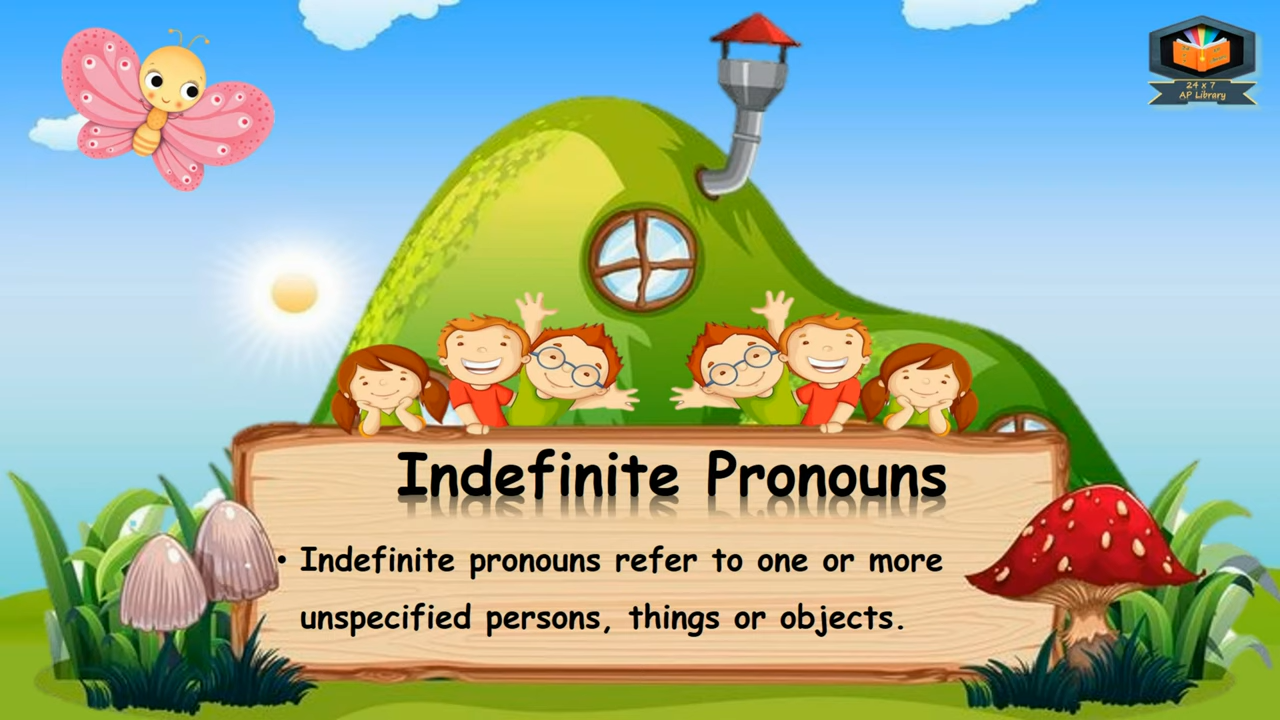 24 x 7
AP Library
Indefinite Pronouns
• Indefinite pronouns refer to one or more
unspecified persons, things or objects.